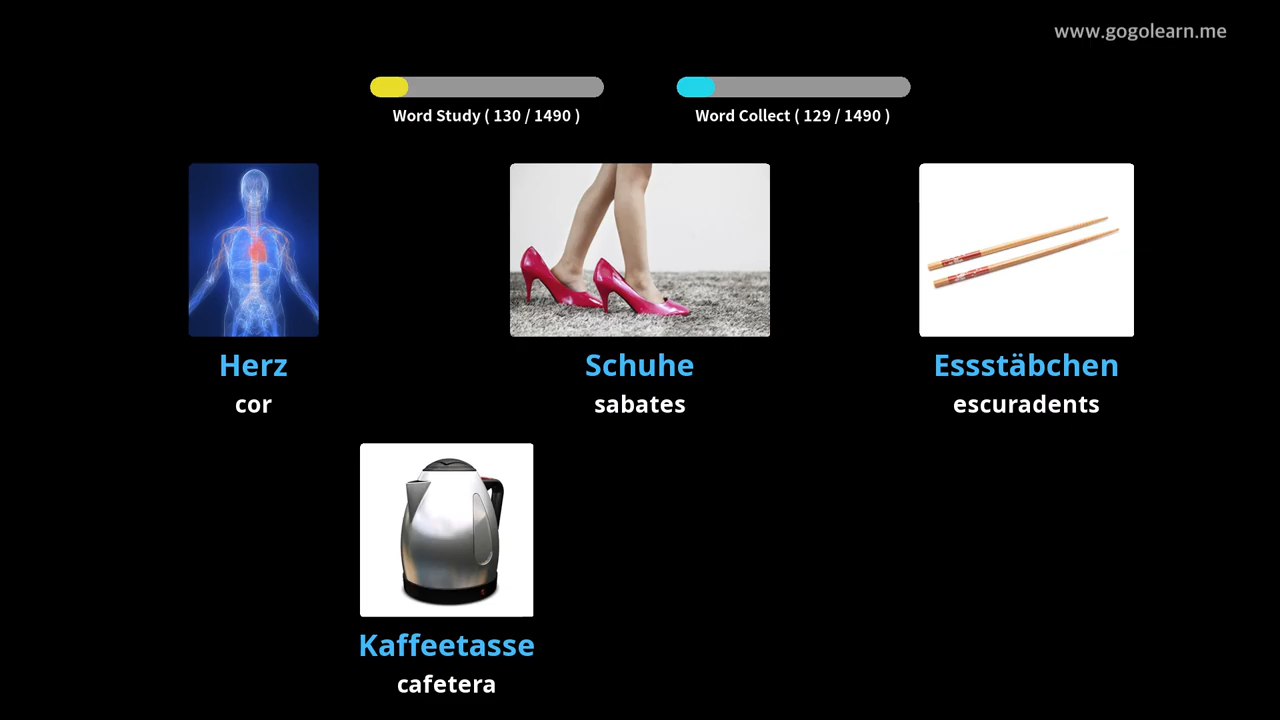 www.gogolearn.me
Word Study ( 130 / 1490 )
Word Collect ( 129 / 1490 )
Herz
cor
Schuhe
sabates
Essstäbchen
escuradents
Kaffeetasse
cafetera